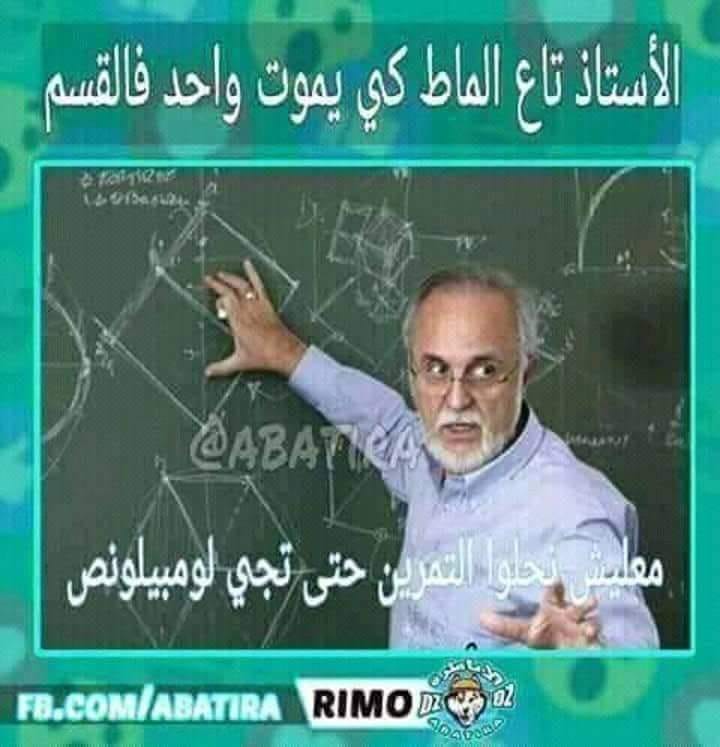 الأستاذ تاع الماط كي يموت واحد فالقسم
@ABATIRA
معليش نحلوا التمرين حتى تجي لومبيلونص
FB.COM/ABATIRA
RIMO
DZ
DZ
ABATIRA